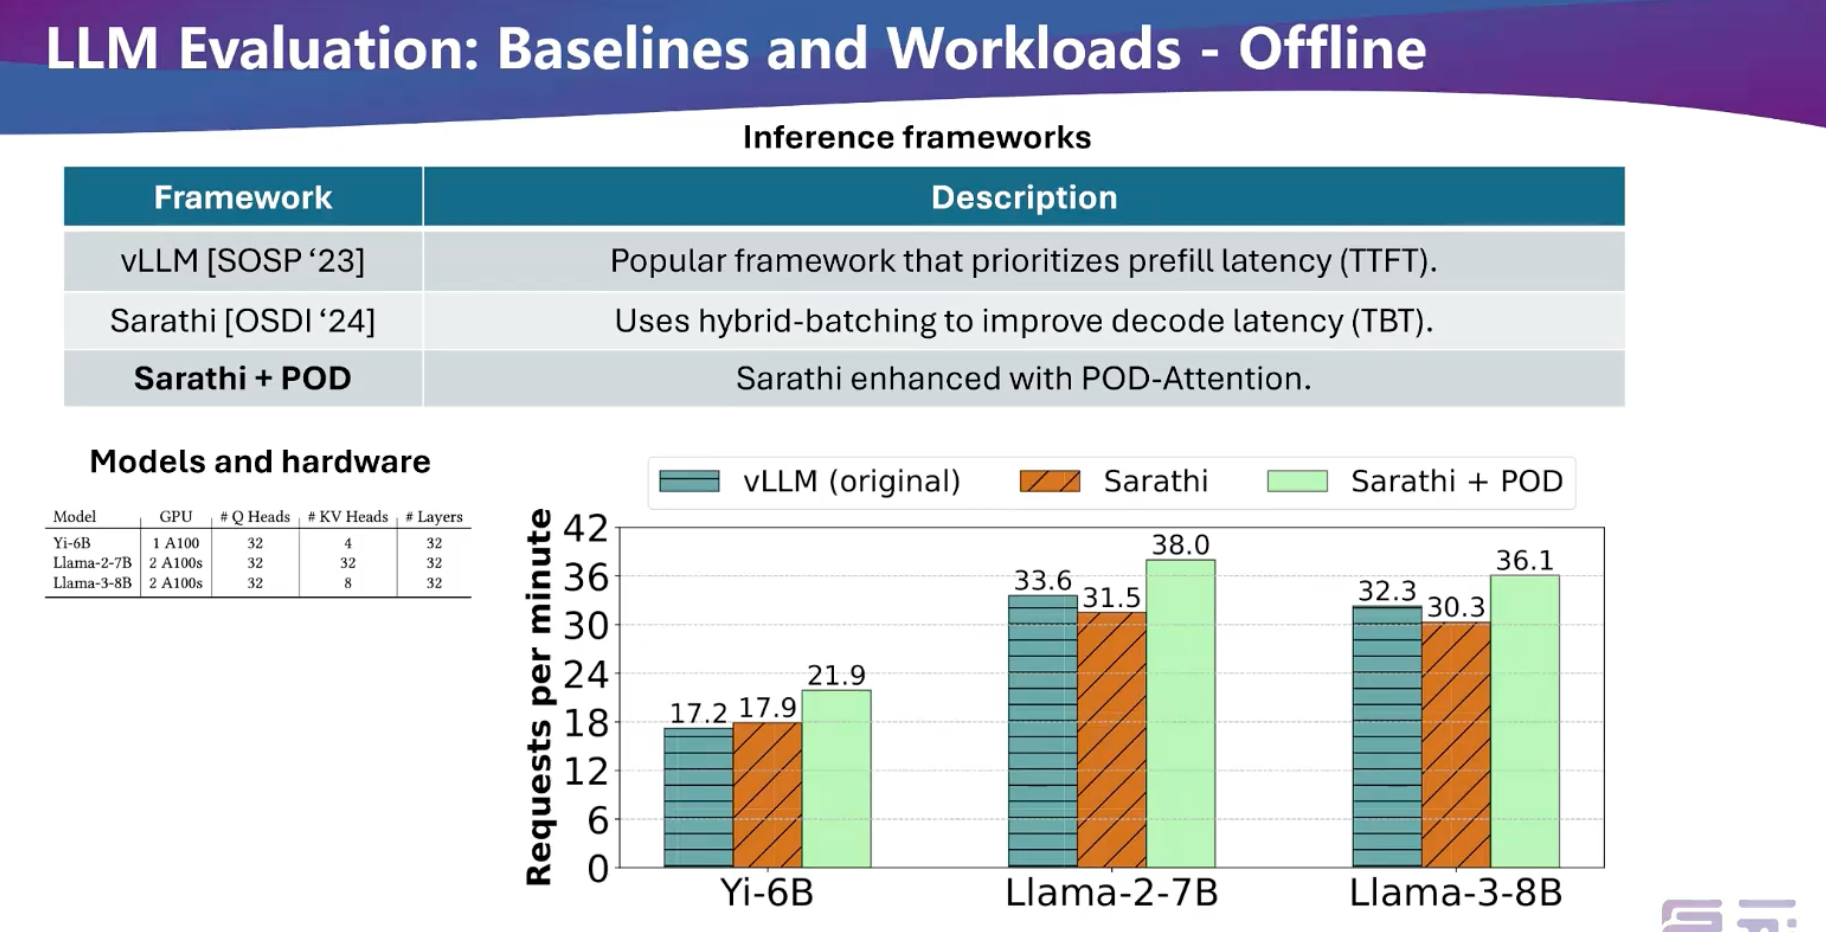 LLM Evaluation: Baselines and Workloads - Offline
Inference frameworks
Framework Description
vLLM [SOSP ‘23] Popular framework that prioritizes prefill latency (TTFT).
Sarathi [OSDI ‘24] Uses hybrid-batching to improve decode latency (TBT).
Sarathi + POD Sarathi enhanced with POD-Attention.
Models and hardware
Model GPU # Q Heads # KV Heads # Layers
Yi-6B 1 A100 32 4 32
Llama-2-7B 2 A100s 32 32 32
Llama-3-8B 2 A100s 32 8 32
vLLM (original) Sarathi Sarathi + POD
Requests per minute
42
36
30
24
18
12
6
0
17.2 17.9 21.9
33.6 31.5 38.0
32.3 30.3 36.1
Yi-6B Llama-2-7B Llama-3-8B